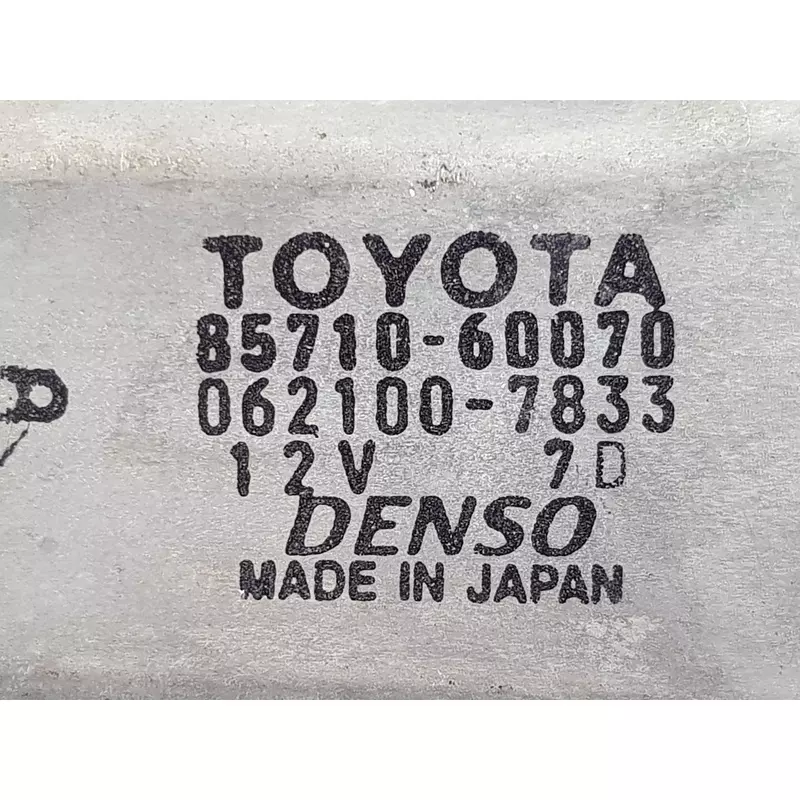 TOYOTA
85710-60070
062100-7833
12V 7D
DENSO
MADE IN JAPAN